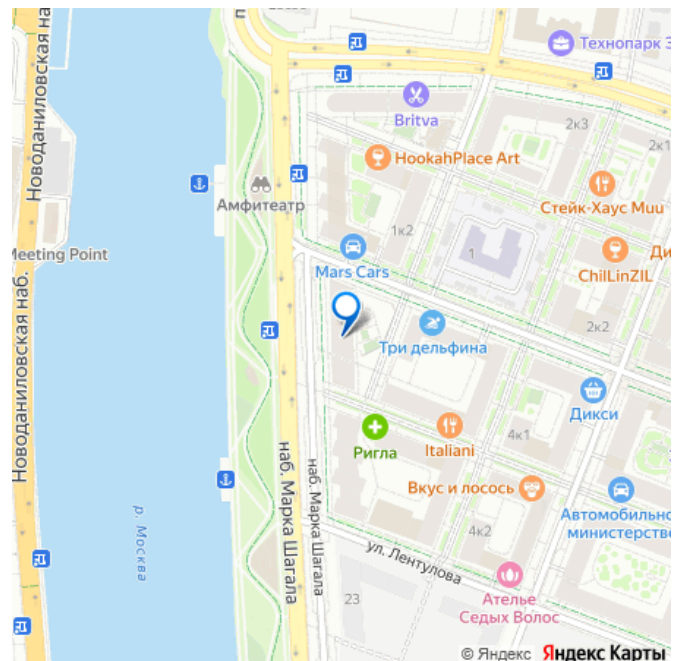 Новоданиловская на
Технопарк З
Britva
2к3
2к1
HookahPlace Art
Стейк-Хаус Muu
Амфитеатр
1к2
1
Ди
Meeting Point
Mars Cars
ChilLinZIL
Новоданиловская наб.
Три дельфина
2к2
Дикси
Ригла
Italiani
4к1
наб. Марка Шагала
наб. Марка Шагала
Вкус и лосось
р. Москва
Автомобильно
министерство
4к2
ул. Лентулова
23
Ателье
Седых Волос
© Яндекс Яндекс Карты